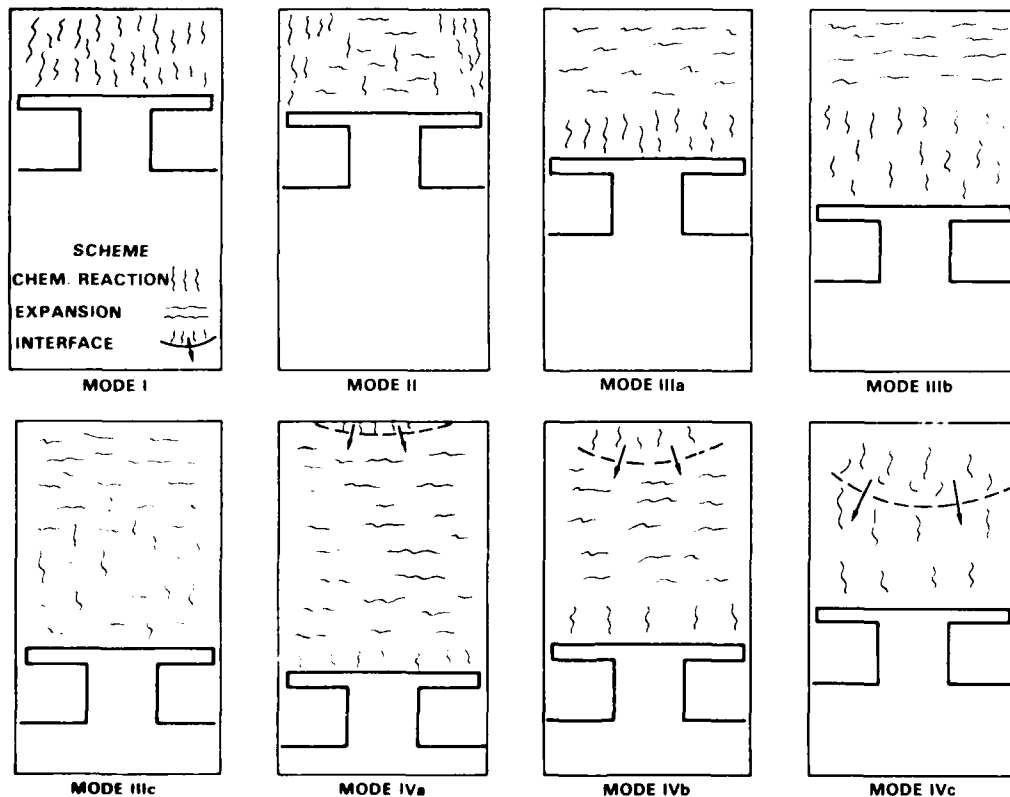 SCHEME
CHEM. REACTION
EXPANSION
INTERFACE
MODE I
MODE II
MODE IIIa
MODE IIIb
MODE IIIc
MODE IVa
MODE IVb
MODE IVc